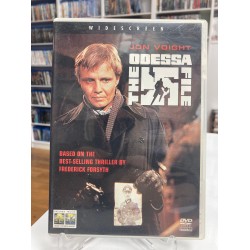 WIDESCREEN
JON VOIGHT
THE
ODESSA
FILE
BASED ON THE
BEST-SELLING THRILLER BY
FREDERICK FORSYTH
DVD